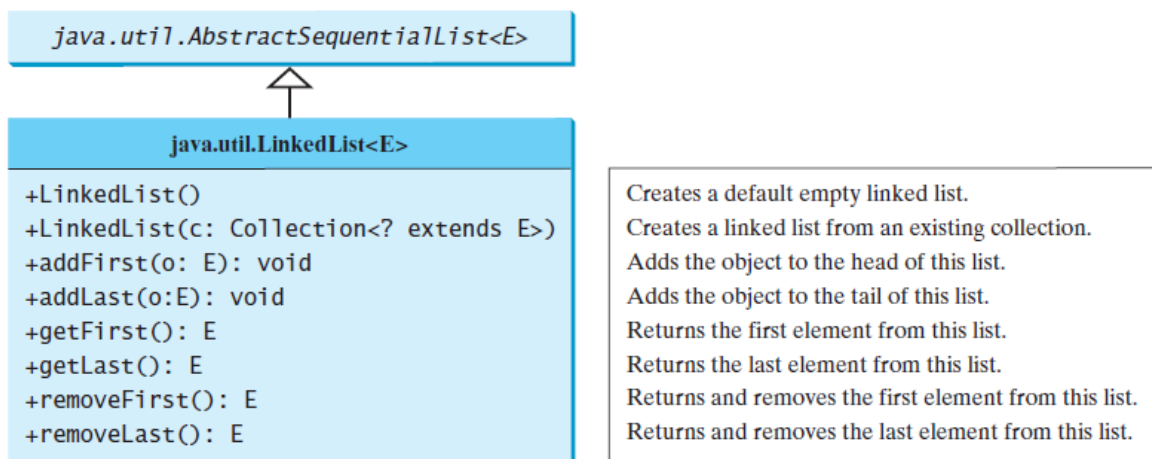 java.util.AbstractSequentialList<E>
java.util.LinkedList<E>
+LinkedList()
+LinkedList(c: Collection<? extends E>)
+addFirst(o: E): void
+addLast(o:E): void
+getFirst(): E
+getLast(): E
+removeFirst(): E
+removeLast(): E
Creates a default empty linked list.
Creates a linked list from an existing collection.
Adds the object to the head of this list.
Adds the object to the tail of this list.
Returns the first element from this list.
Returns the last element from this list.
Returns and removes the first element from this list.
Returns and removes the last element from this list.